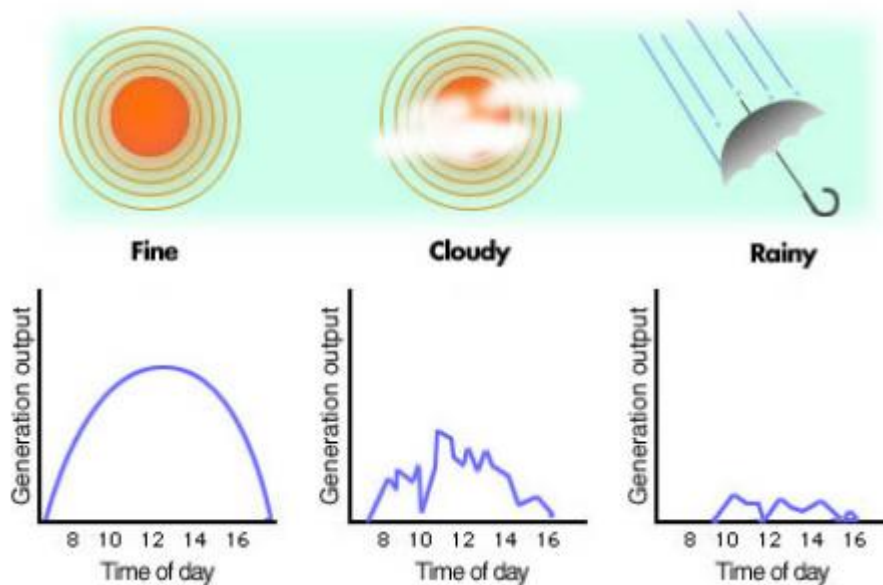 Fine
Cloudy
Rainy
Generation output
8 10 12 14 16
Time of day
Generation output
8 10 12 14 16
Time of day
Generation output
8 10 12 14 16
Time of day